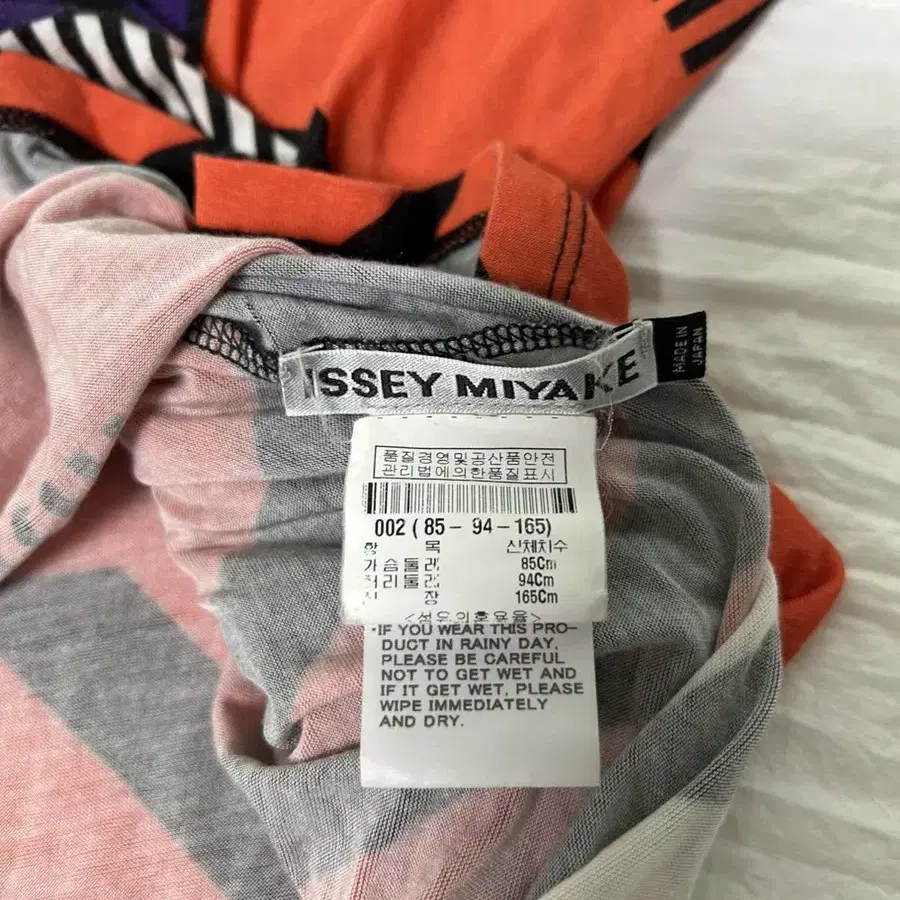 ISSEY MIYAKE
MADE IN
JAPAN
품질경영및공산품안전
관리법에의한품질표시
002 ( 85 - 94 - 165)
항 목 신체치수
가슴둘레 85Cm
허리둘레 94Cm
신 장 165Cm
<섬유의혼용율>
•IF YOU WEAR THIS PRO-
DUCT IN RAINY DAY,
PLEASE BE CAREFUL
NOT TO GET WET AND
IF IT GET WET, PLEASE
WIPE IMMEDIATELY
AND DRY.